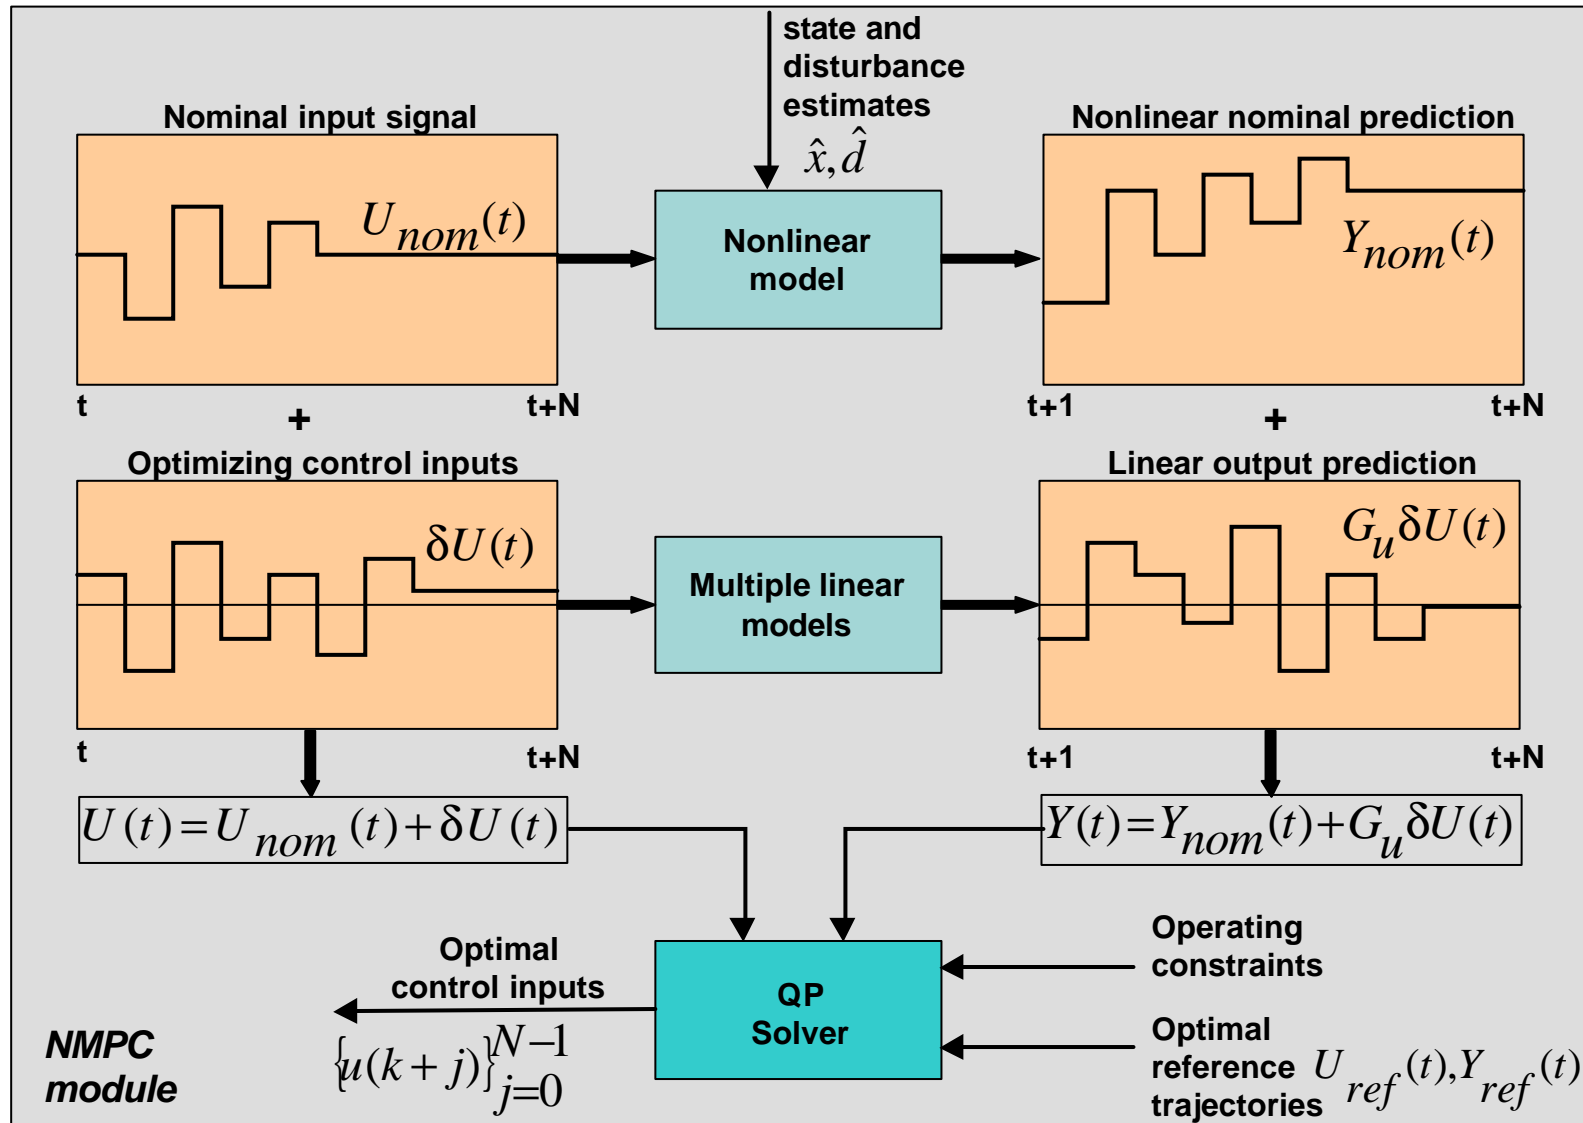 state and
disturbance
estimates
x̂, d̂
Nominal input signal
Nonlinear nominal prediction
U_nom(t)
Nonlinear
model
Y_nom(t)
t
t+N
t+1
t+N
+
+
Optimizing control inputs
Linear output prediction
δU(t)
Multiple linear
models
G_u δU(t)
t
t+N
t+1
t+N
U(t) = U_nom(t) + δU(t)
Y(t) = Y_nom(t) + G_u δU(t)
Optimal
control inputs
{u(k + j)}_{j=0}^{N-1}
QP
Solver
Operating
constraints
Optimal
reference
trajectories
U_ref(t), Y_ref(t)
NMPC
module